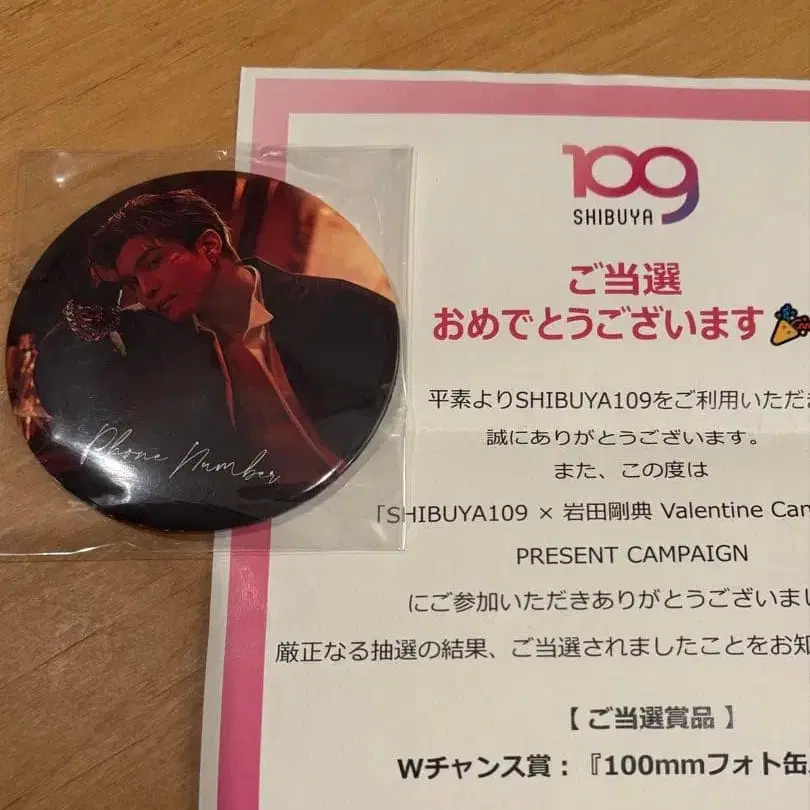 Phone Number
109
SHIBUYA
ご当選
おめでとうございます
平素よりSHIBUYA109をご利用いただ
誠にありがとうございます。
また、この度は
「SHIBUYA109 × 岩田剛典 Valentine Cam
PRESENT CAMPAIGN
にご参加いただきありがとうございまし
厳正なる抽選の結果、ご当選されましたことをお知
【 ご当選賞品 】
Wチャンス賞：『100mmフォト缶